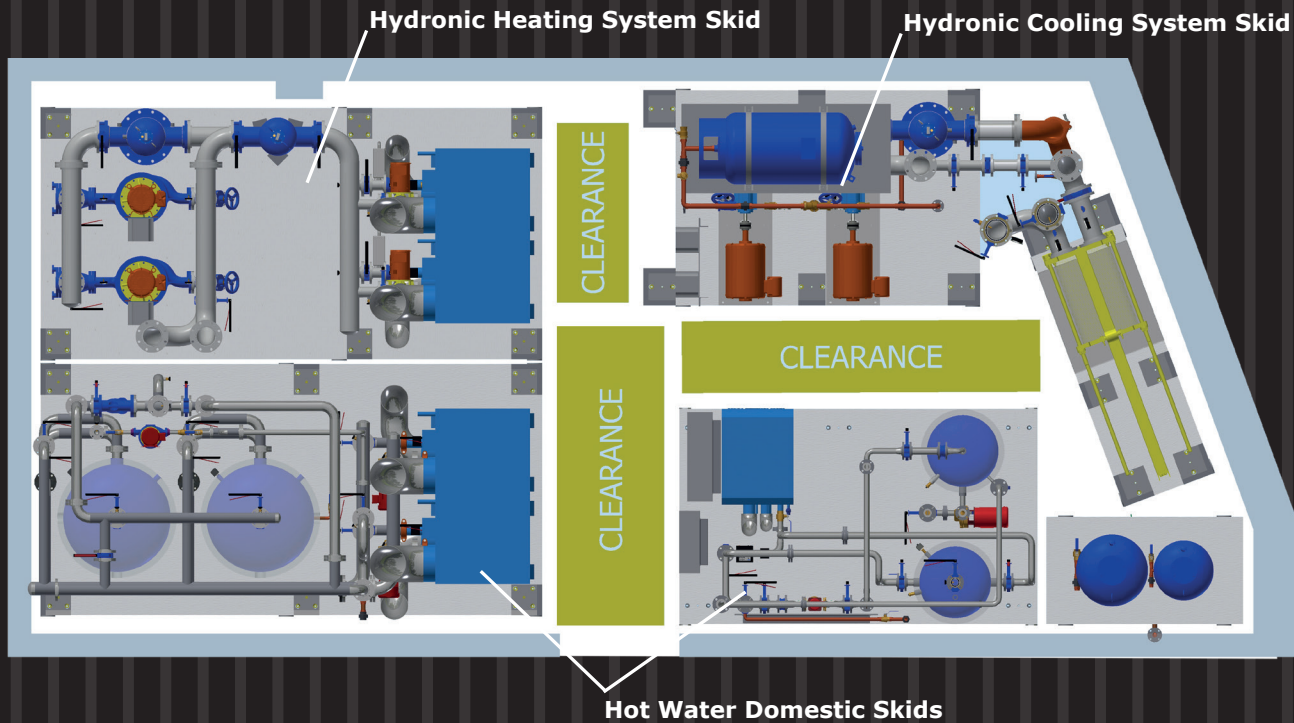 Hydronic Heating System Skid
Hydronic Cooling System Skid
CLEARANCE
CLEARANCE
CLEARANCE
Hot Water Domestic Skids